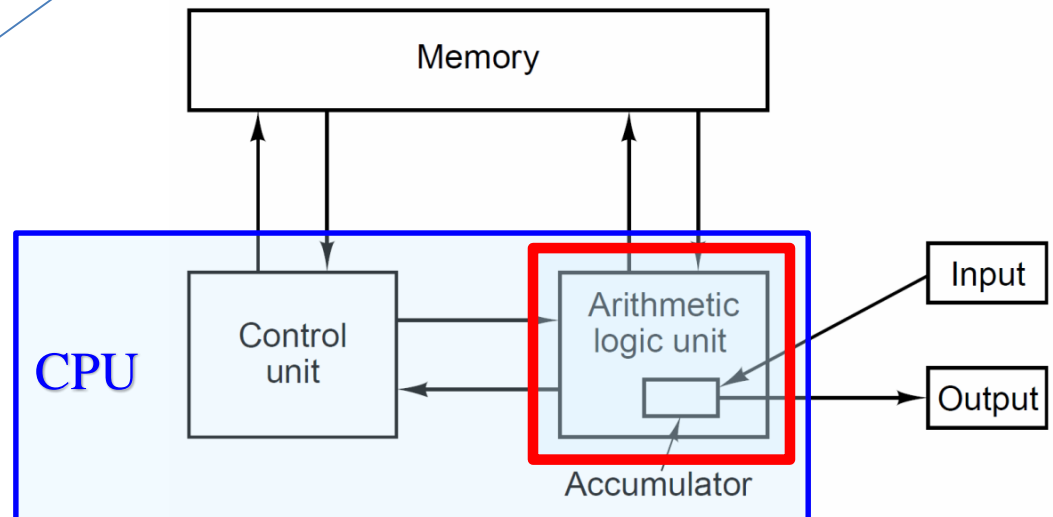 Memory
Control
unit
Arithmetic
logic unit
Input
CPU
Output
Accumulator